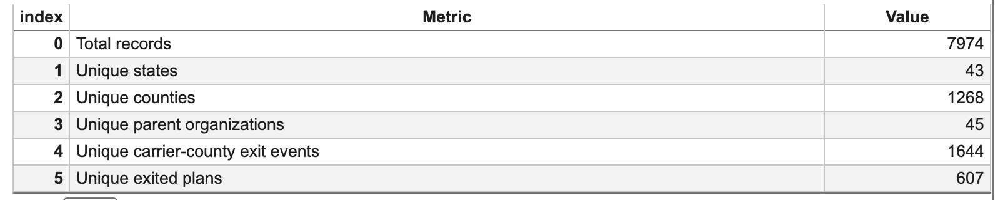 index Metric Value
0 Total records 7974
1 Unique states 43
2 Unique counties 1268
3 Unique parent organizations 45
4 Unique carrier-county exit events 1644
5 Unique exited plans 607